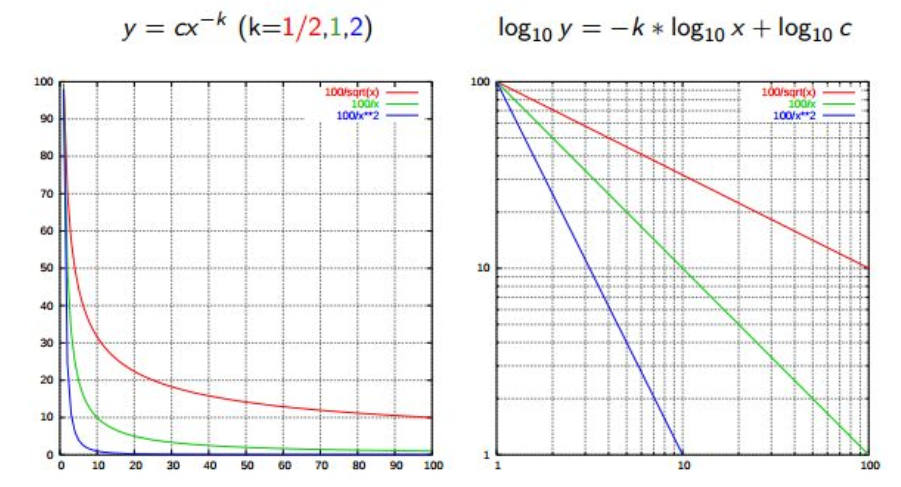 y = cx⁻ᵏ (k=1/2,1,2)
log₁₀ y = −k ∗ log₁₀ x + log₁₀ c
100
90
80
70
60
50
40
30
20
10
0
100/sqrt(x)
100/x
100/x**2
0 10 20 30 40 50 60 70 80 90 100
100
10
1
100/sqrt(x)
100/x
100/x**2
1 10 100